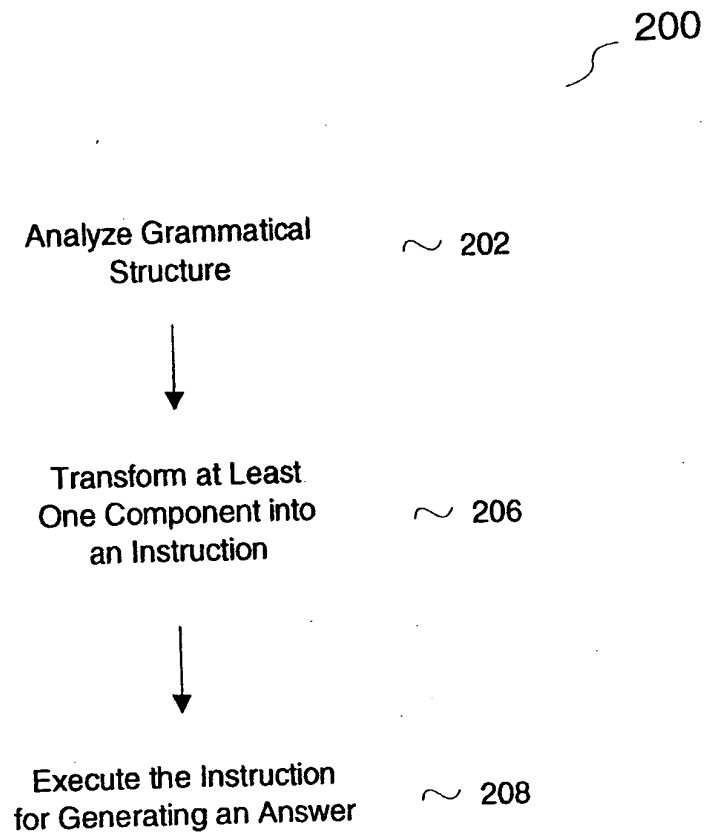 200
Analyze Grammatical
Structure
202
Transform at Least
One Component into
an Instruction
206
Execute the Instruction
for Generating an Answer
208